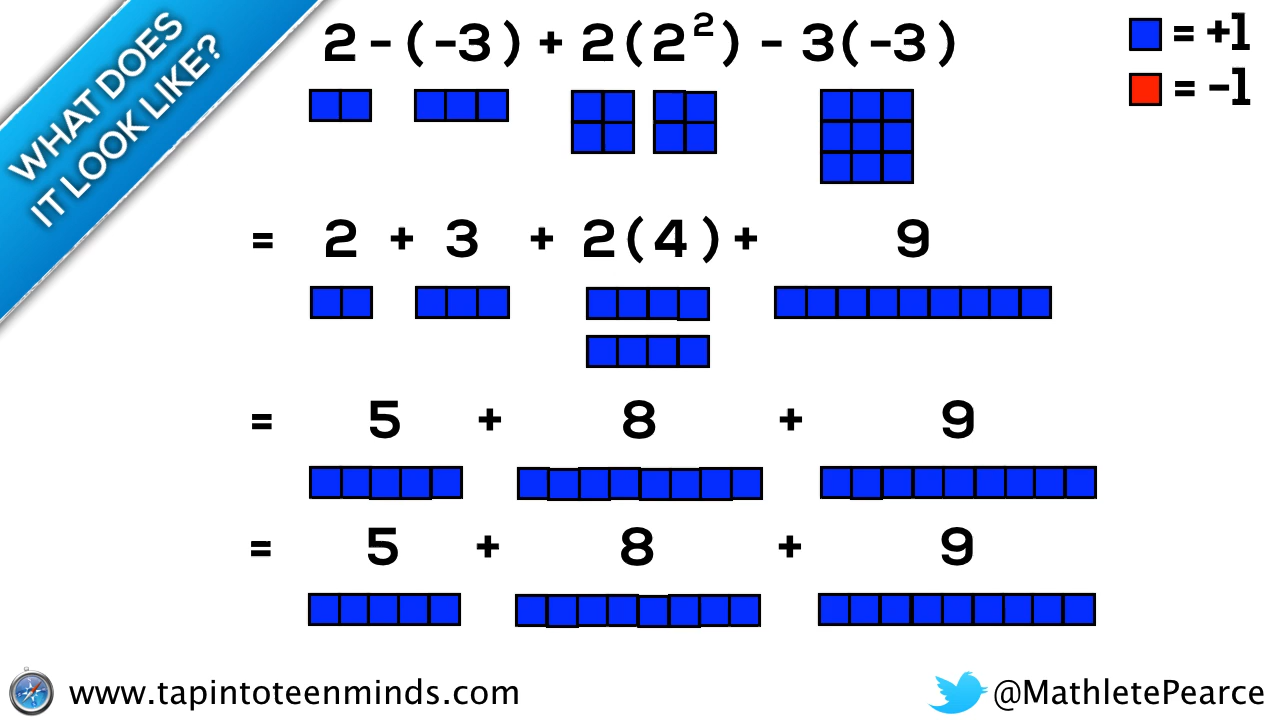 WHAT DOES
IT LOOK LIKE?
2 - (-3) + 2(2²) - 3(-3)
= +1
= -1
= 2 + 3 + 2(4) + 9
= 5 + 8 + 9
= 5 + 8 + 9
www.tapintoteenminds.com
@MathletePearce